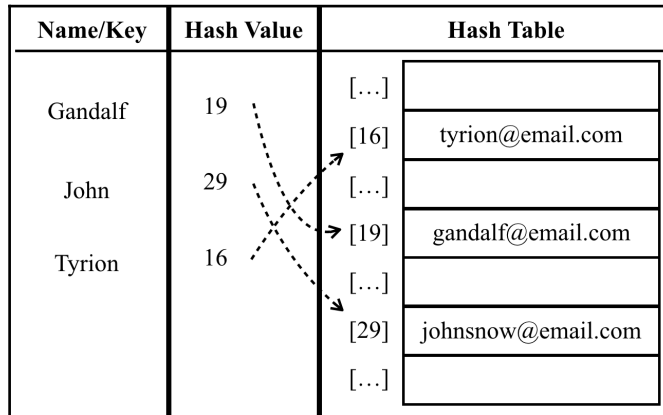 Name/Key Hash Value Hash Table
[…]
Gandalf 19
[16] tyrion@email.com
John 29 […]
[19] gandalf@email.com
Tyrion 16
[…]
[29] johnsnow@email.com
[…]